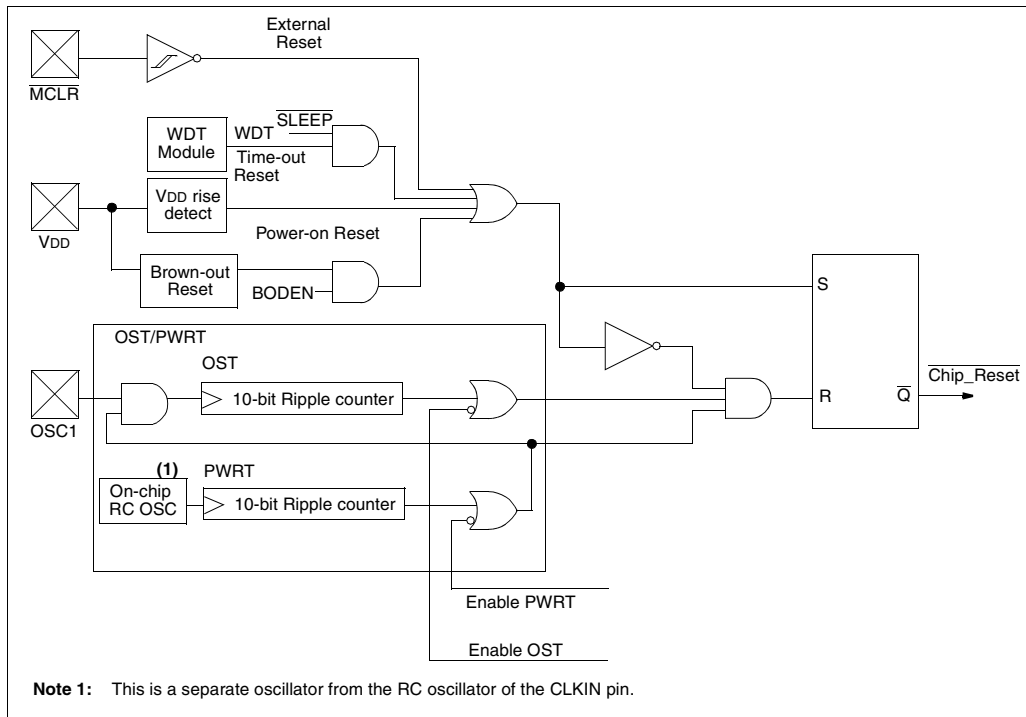 External
Reset
MCLR
SLEEP
WDT
Module
WDT
Time-out
Reset
VDD rise
detect
VDD
Power-on Reset
Brown-out
Reset
BODEN
S
OST/PWRT
OST
10-bit Ripple counter
OSC1
Chip_Reset
R
Q
(1)
PWRT
On-chip
RC OSC
10-bit Ripple counter
Enable PWRT
Enable OST
Note 1: This is a separate oscillator from the RC oscillator of the CLKIN pin.